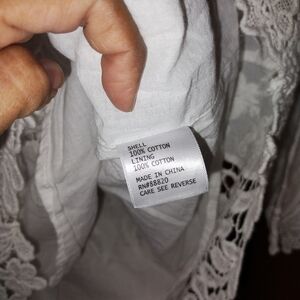 SHELL
100% COTTON
LINING
100% COTTON
MADE IN CHINA
RN#88820
CARE SEE REVERSE